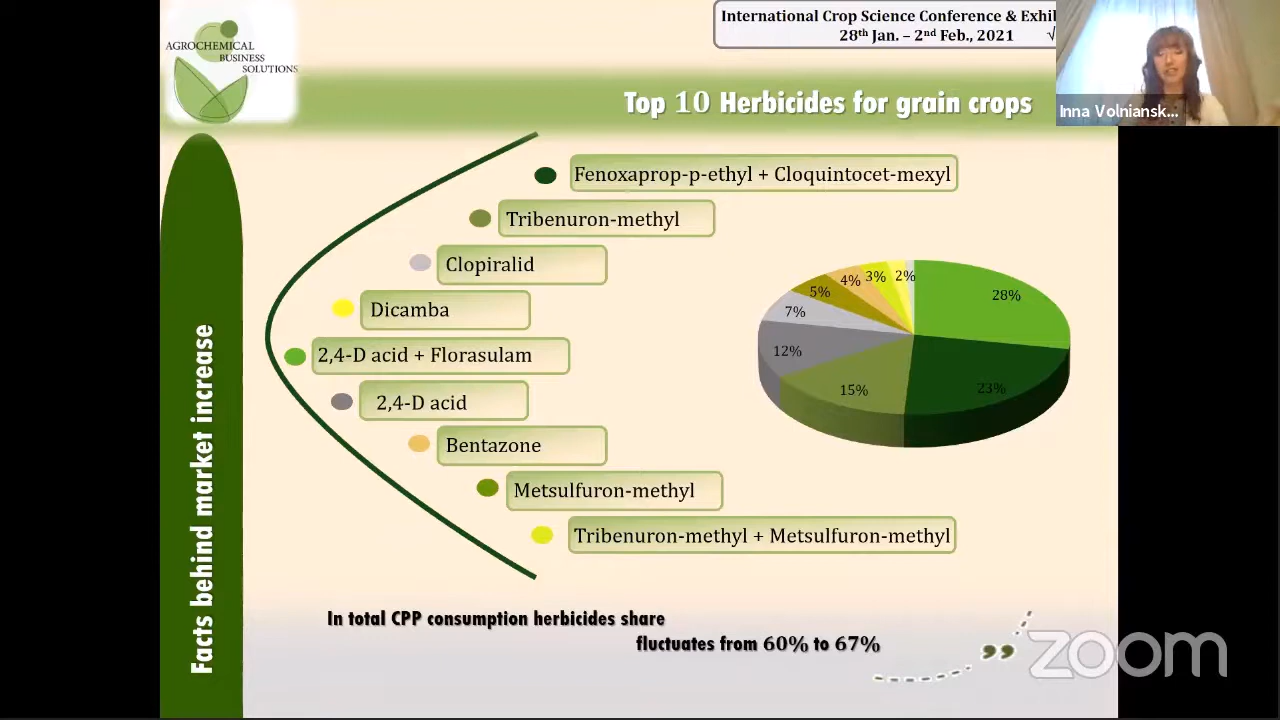 International Crop Science Conference & Exhi
28th Jan. – 2nd Feb., 2021 √
AGROCHEMICAL
BUSINESS
SOLUTIONS
Inna Volniansk...
Top 10 Herbicides for grain crops
Fenoxaprop-p-ethyl + Cloquintocet-mexyl
Tribenuron-methyl
Clopiralid
Dicamba
2,4-D acid + Florasulam
2,4-D acid
Bentazone
Metsulfuron-methyl
Tribenuron-methyl + Metsulfuron-methyl
28%
23%
15%
12%
7%
5%
4%
3%
2%
Facts behind market increase
In total CPP consumption herbicides share
fluctuates from 60% to 67%
zoom